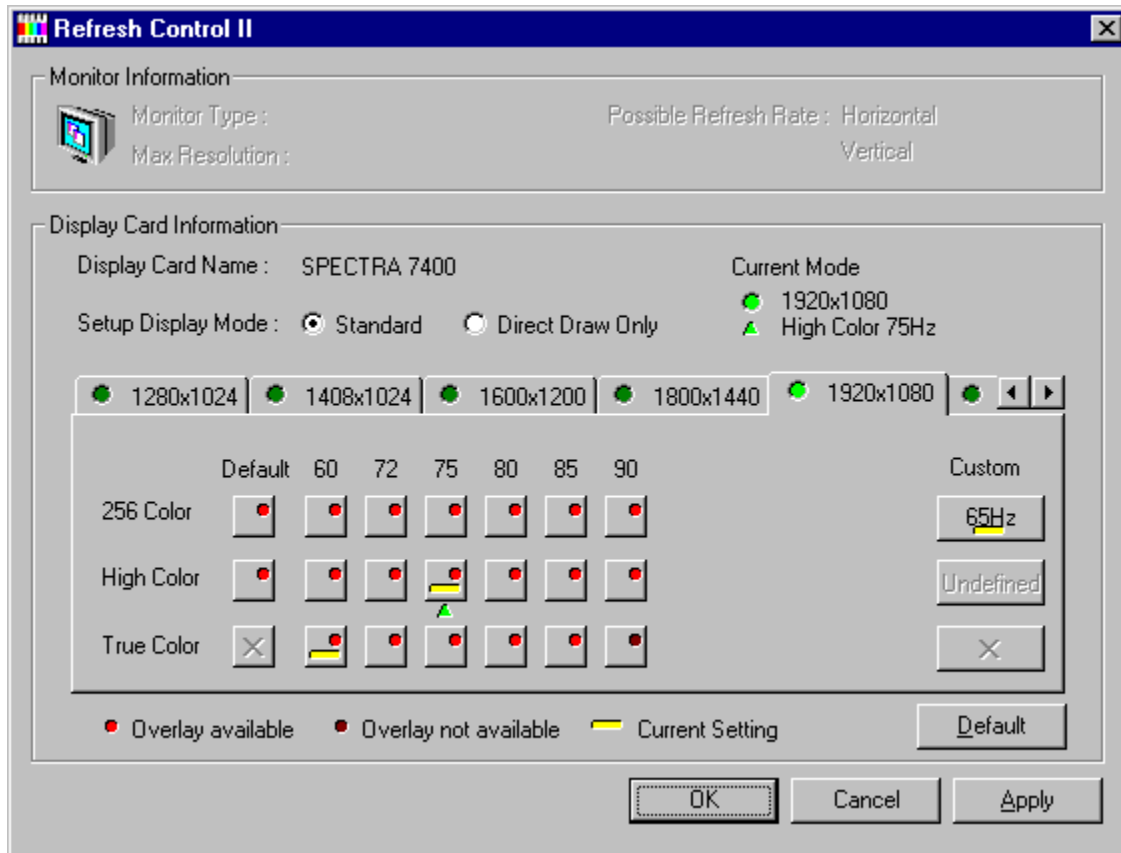 Refresh Control II
Monitor Information
Monitor Type : Possible Refresh Rate : Horizontal
Max Resolution : Vertical
Display Card Information
Display Card Name : SPECTRA 7400 Current Mode
1920x1080
Setup Display Mode : Standard Direct Draw Only High Color 75Hz
1280x1024 1408x1024 1600x1200 1800x1440 1920x1080
Default 60 72 75 80 85 90 Custom
256 Color 65Hz
High Color Undefined
True Color
Overlay available Overlay not available Current Setting Default
OK Cancel Apply